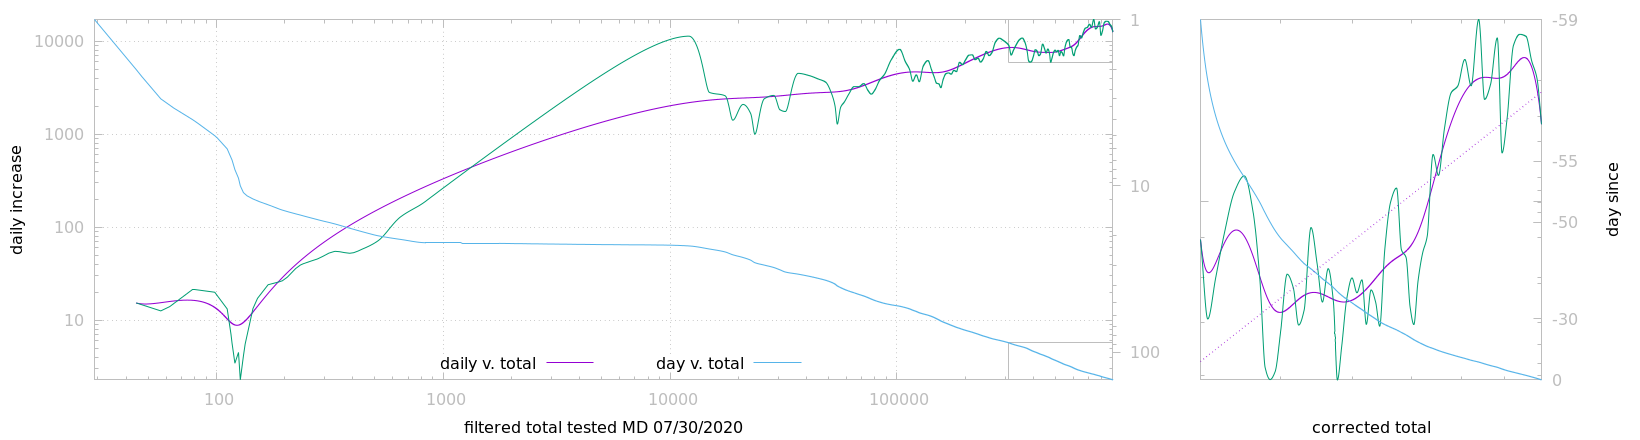 10000
1000
100
10
daily increase
1
10
100
daily v. total
day v. total
100
1000
10000
100000
filtered total tested MD 07/30/2020
-59
-55
-50
-30
0
day since
corrected total